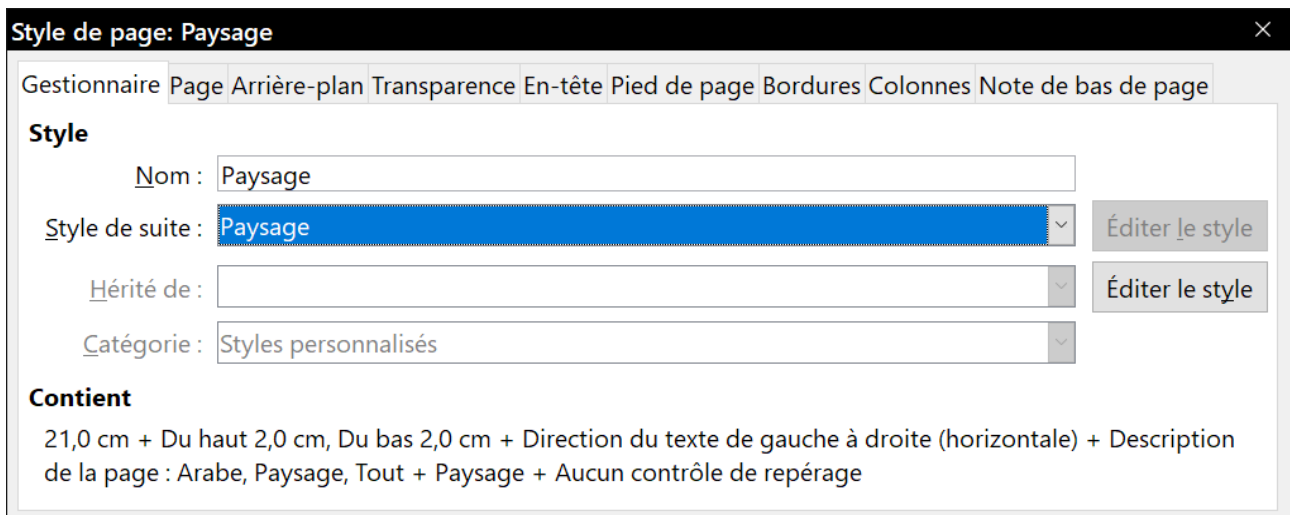 Style de page: Paysage
Gestionnaire Page Arrière-plan Transparence En-tête Pied de page Bordures Colonnes Note de bas de page
Style
Nom : Paysage
Style de suite : Paysage Éditer le style
Hérité de : Éditer le style
Catégorie : Styles personnalisés
Contient
21,0 cm + Du haut 2,0 cm, Du bas 2,0 cm + Direction du texte de gauche à droite (horizontale) + Description
de la page : Arabe, Paysage, Tout + Paysage + Aucun contrôle de repérage